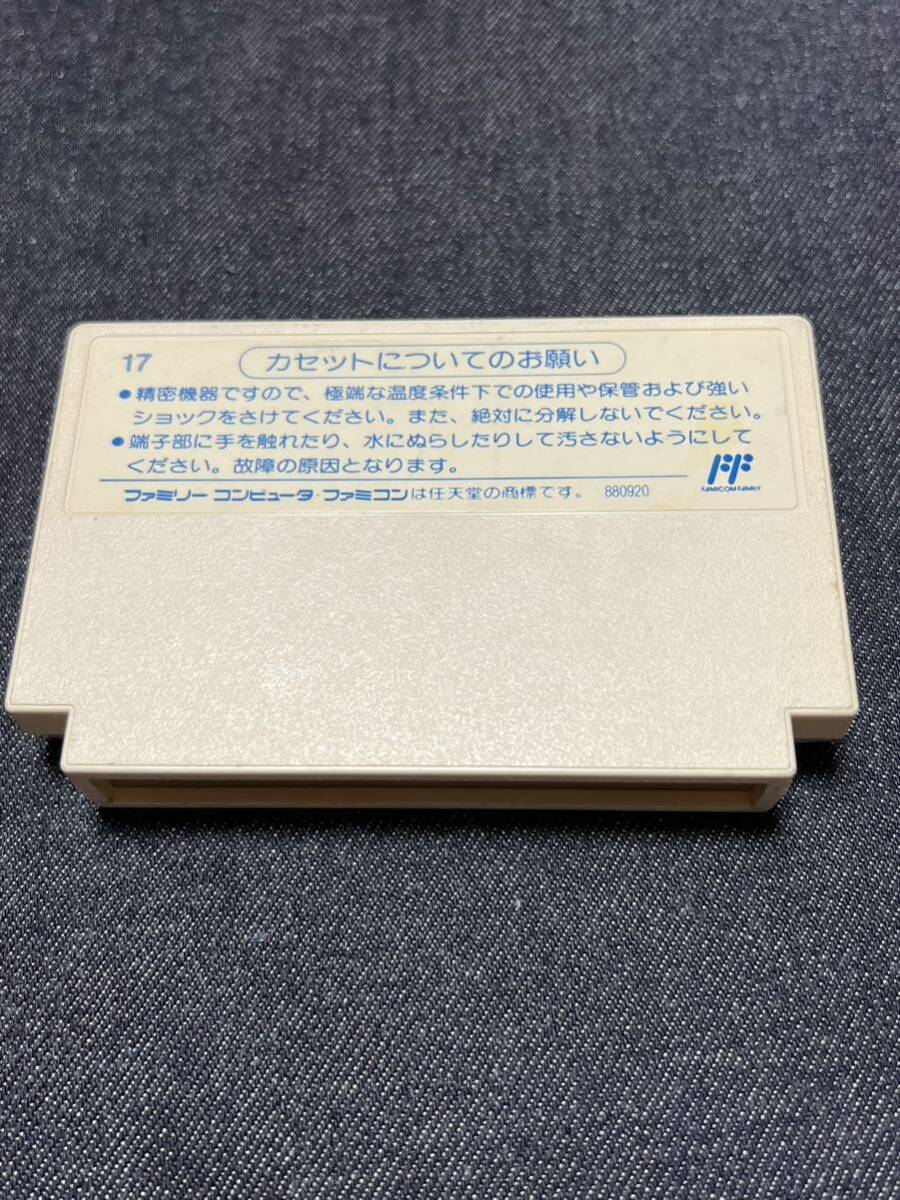 17
カセットについてのお願い
●精密機器ですので、極端な温度条件下での使用や保管および強い
ショックをさけてください。また、絶対に分解しないでください。
●端子部に手を触れたり、水にぬらしたりして汚さないようにして
ください。故障の原因となります。
FAMICOM FAMILY
ファミリー コンピュータ・ファミコンは任天堂の商標です。 880920